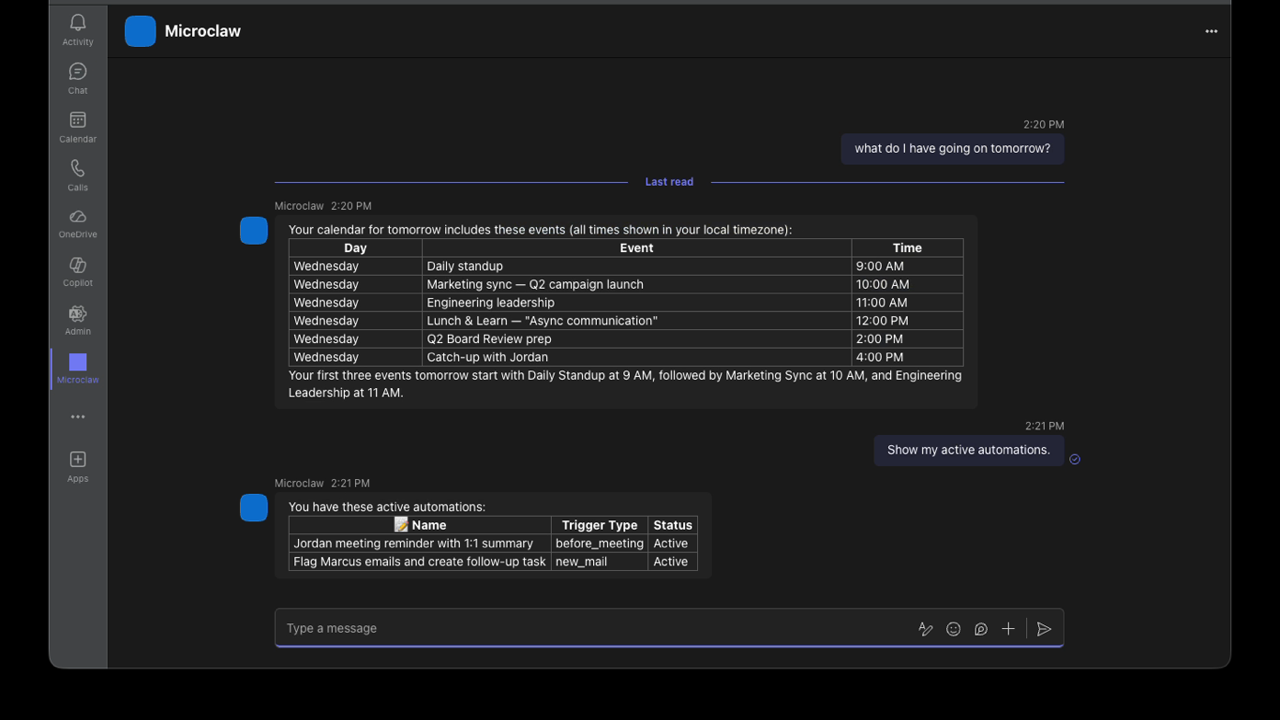 Activity
Chat
Calendar
Calls
OneDrive
Copilot
Admin
Microclaw
Apps
Microclaw
2:20 PM
what do I have going on tomorrow?
Last read
Microclaw 2:20 PM
Your calendar for tomorrow includes these events (all times shown in your local timezone):
Day Event Time
Wednesday Daily standup 9:00 AM
Wednesday Marketing sync — Q2 campaign launch 10:00 AM
Wednesday Engineering leadership 11:00 AM
Wednesday Lunch & Learn — "Async communication" 12:00 PM
Wednesday Q2 Board Review prep 2:00 PM
Wednesday Catch-up with Jordan 4:00 PM
Your first three events tomorrow start with Daily Standup at 9 AM, followed by Marketing Sync at 10 AM, and Engineering
Leadership at 11 AM.
2:21 PM
Show my active automations.
Microclaw 2:21 PM
You have these active automations:
📝 Name Trigger Type Status
Jordan meeting reminder with 1:1 summary before_meeting Active
Flag Marcus emails and create follow-up task new_mail Active
Type a message